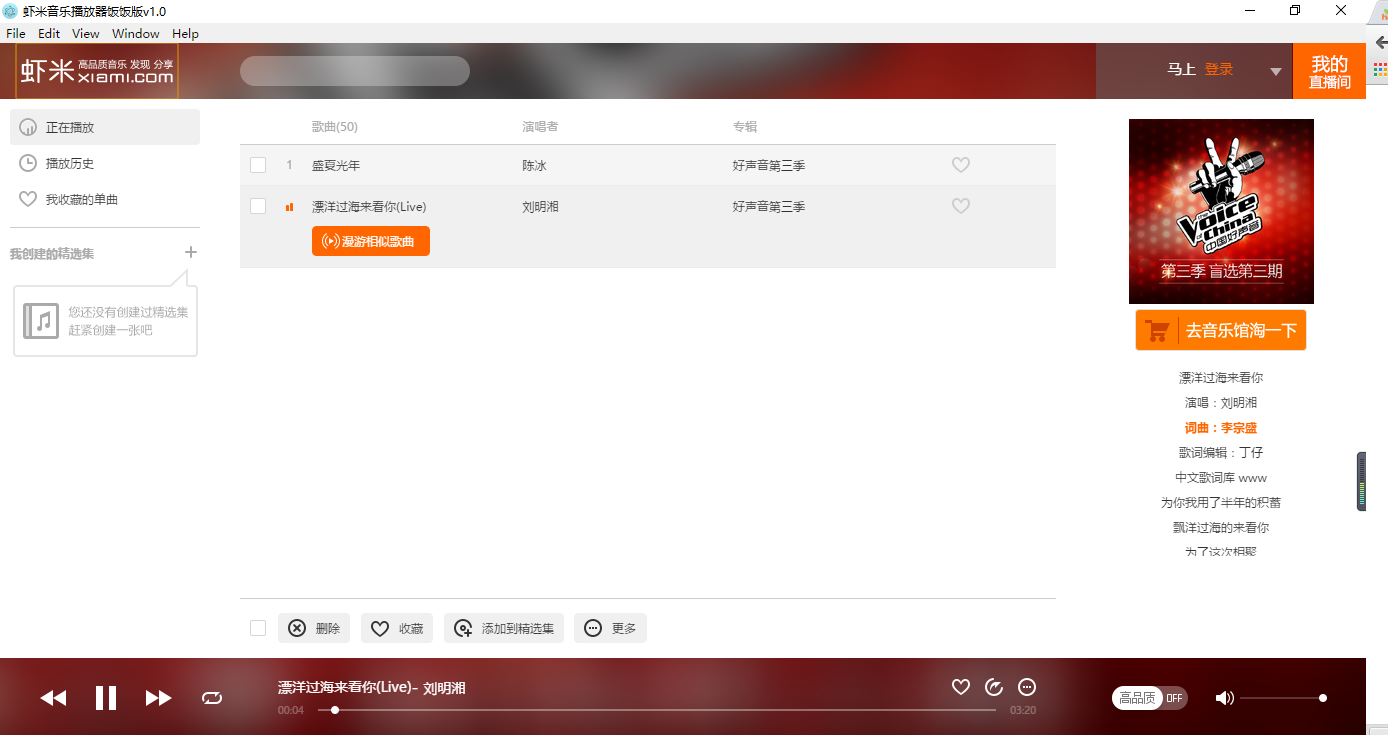 虾米音乐播放器饭饭版v1.0
File Edit View Window Help
虾米 高品质音乐 发现 分享
xiami.com
马上 登录
我的
直播间
正在播放
播放历史
我收藏的单曲
我创建的精选集
您还没有创建过精选集
赶紧创建一张吧
歌曲(50) 演唱者 专辑
1 盛夏光年 陈冰 好声音第三季
漂洋过海来看你(Live) 刘明湘 好声音第三季
漫游相似歌曲
The
Voice
of
China
中国好声音
第三季 盲选第三期
去音乐馆淘一下
漂洋过海来看你
演唱：刘明湘
词曲：李宗盛
歌词编辑：丁仔
中文歌词库 www
为你我用了半年的积蓄
飘洋过海的来看你
为了这次相聚
删除 收藏 添加到精选集 更多
漂洋过海来看你(Live)- 刘明湘
00:04 03:20
高品质 OFF